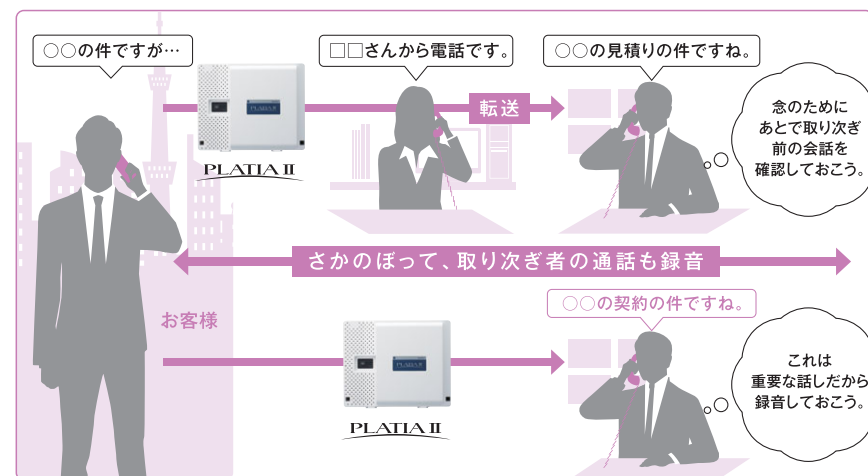 ○○の件ですが…
□□さんから電話です。
○○の見積りの件ですね。
転送
念のために
あとで取り次ぎ
前の会話を
確認しておこう。
PLATIA II
PLATIA II
さかのぼって、取り次ぎ者の通話も録音
お客様
○○の契約の件ですね。
これは
重要な話しだから
録音しておこう。
PLATIA II
PLATIA II